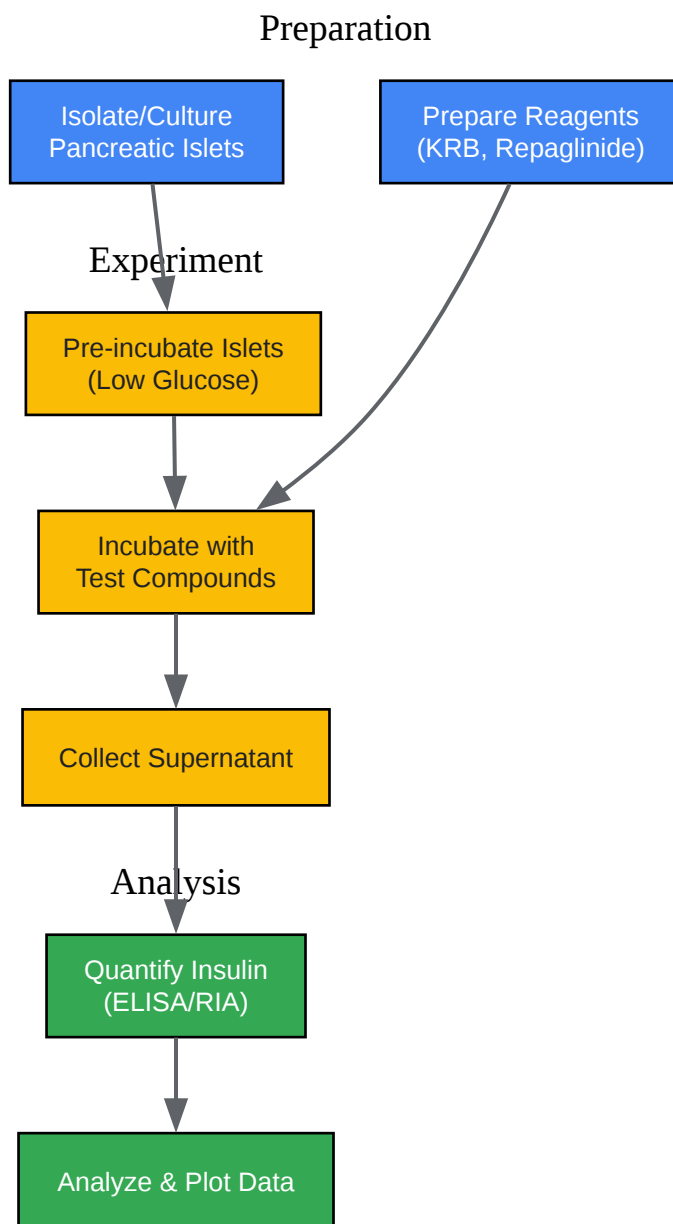 Preparation
Isolate/Culture
Pancreatic Islets
Prepare Reagents
(KRB, Repaglinide)
Experiment
Pre-incubate Islets
(Low Glucose)
Incubate with
Test Compounds
Collect Supernatant
Analysis
Quantify Insulin
(ELISA/RIA)
Analyze & Plot Data